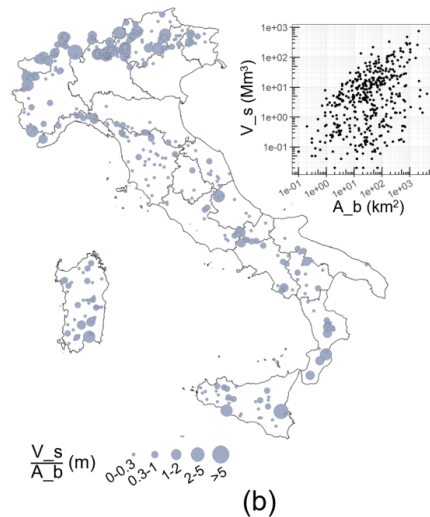 1e+03
1e+02
1e+01
1e+00
1e-01
V_s (Mm³)
1e-01
1e+00
1e+01
1e+02
1e+03
A_b (km²)
V_s
A_b
(m)
0-0.3
0.3-1
1-2
2-5
>5
(b)